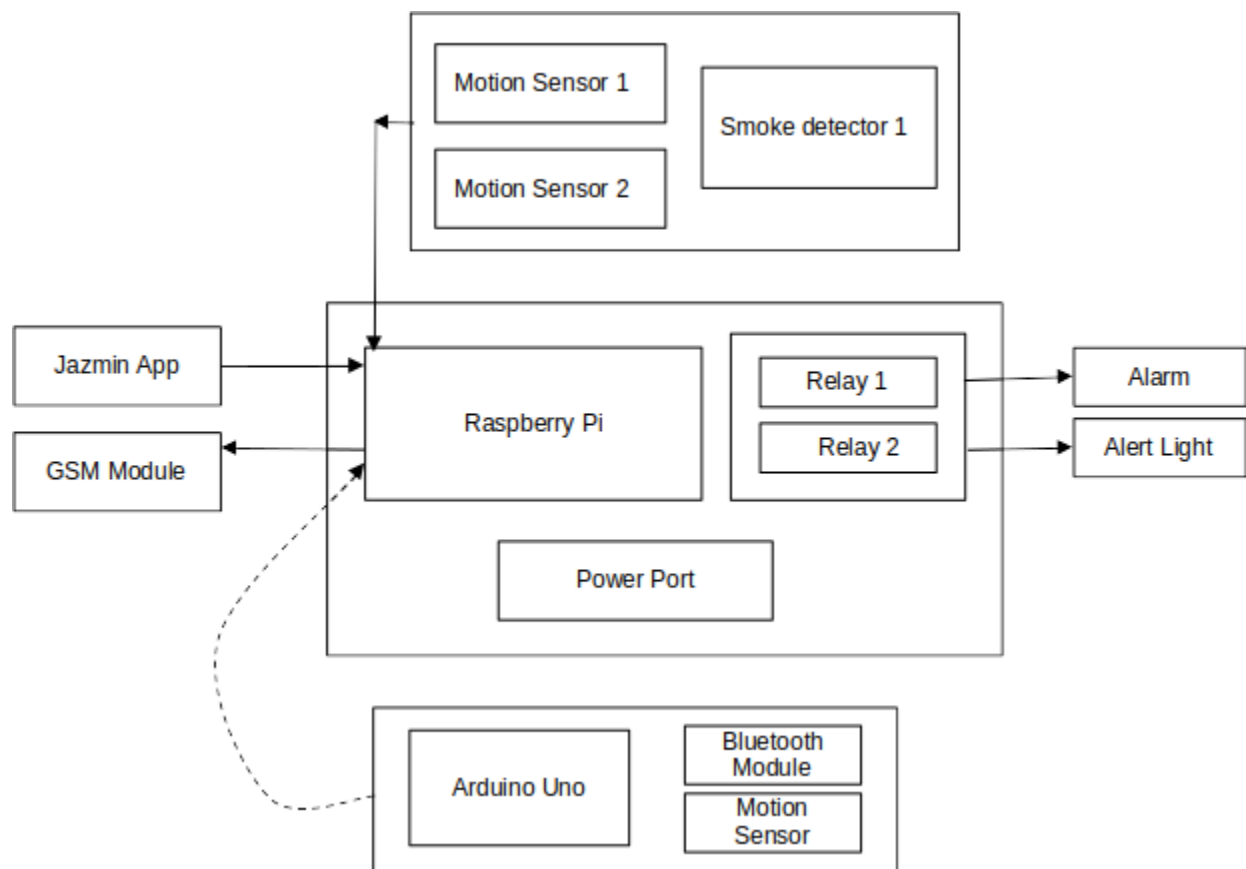 Motion Sensor 1
Smoke detector 1
Motion Sensor 2
Jazmin App
Raspberry Pi
Relay 1
Alarm
GSM Module
Relay 2
Alert Light
Power Port
Arduino Uno
Bluetooth
Module
Motion
Sensor